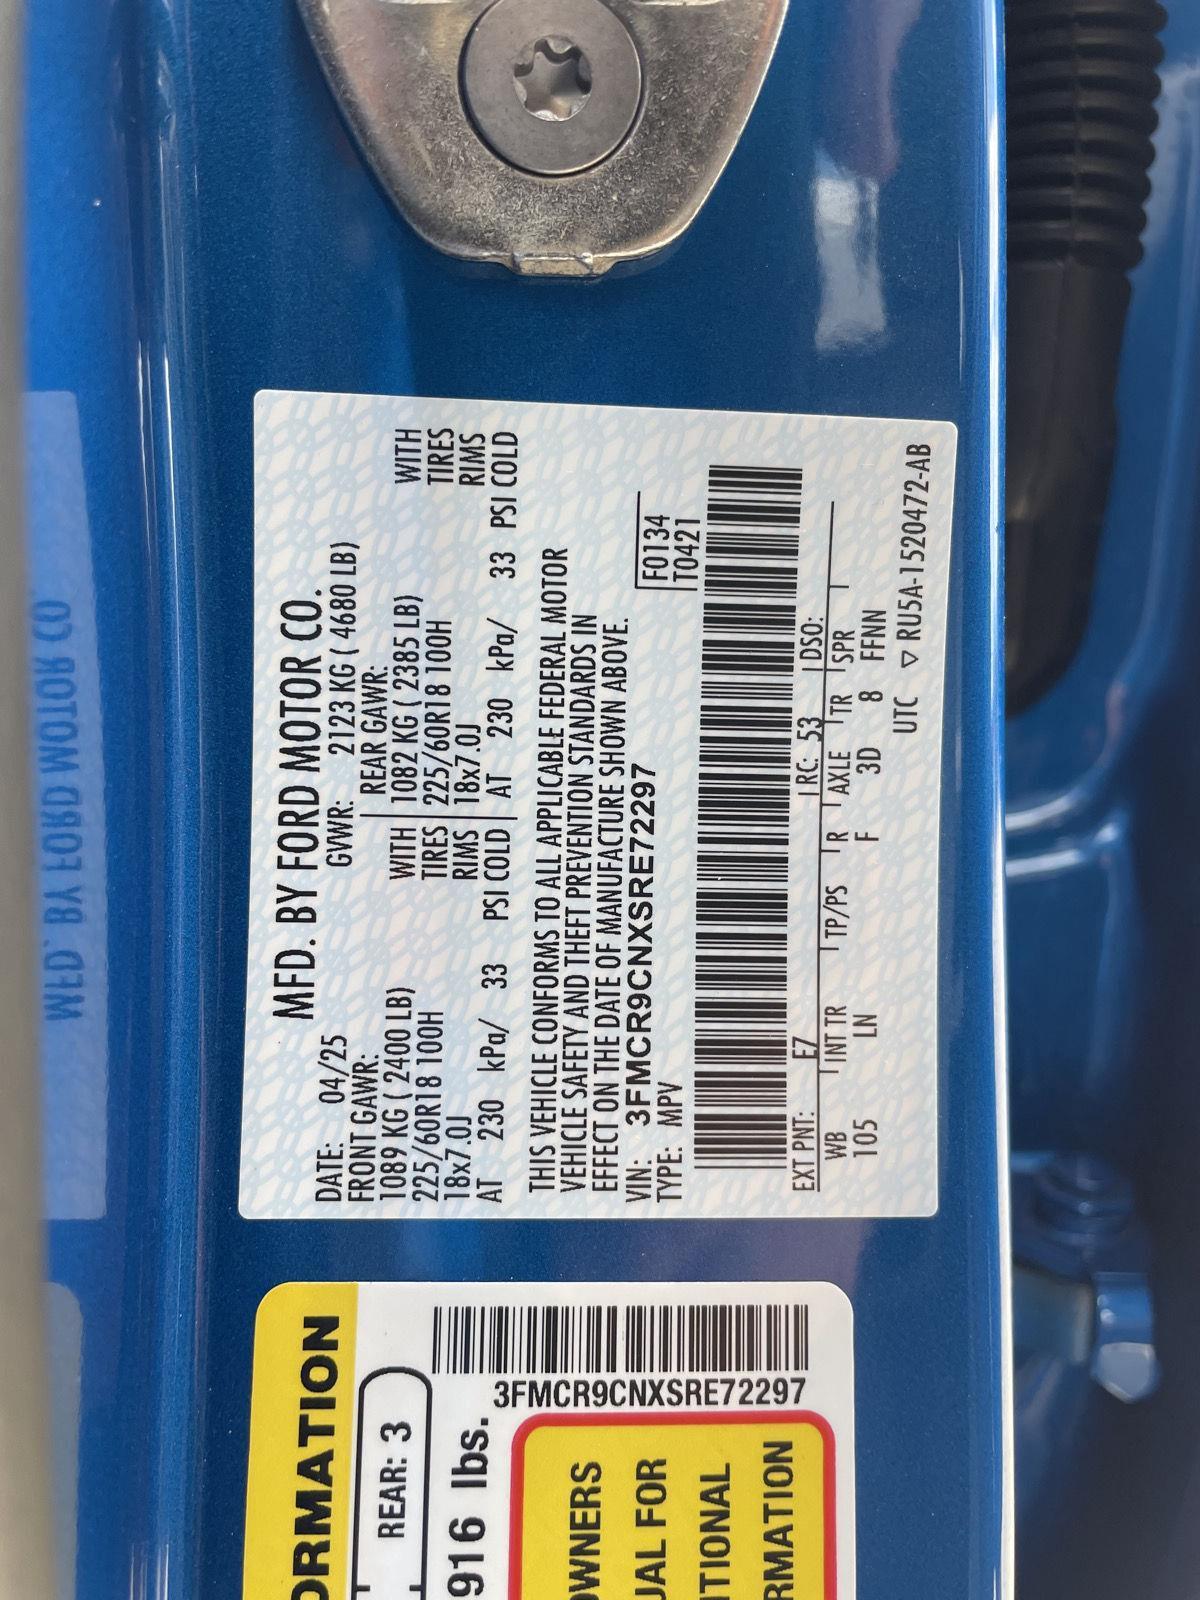 MFD. BY FORD MOTOR CO.
DATE: 04/25 GVWR: 2123 KG ( 4680 LB)
FRONT GAWR: REAR GAWR:
1089 KG ( 2400 LB) WITH 1082 KG ( 2385 LB) WITH
225/60R18 100H TIRES 225/60R18 100H TIRES
18x7.0J RIMS 18x7.0J RIMS
AT 230 kPa/ 33 PSI COLD AT 230 kPa/ 33 PSI COLD
THIS VEHICLE CONFORMS TO ALL APPLICABLE FEDERAL MOTOR
VEHICLE SAFETY AND THEFT PREVENTION STANDARDS IN
EFFECT ON THE DATE OF MANUFACTURE SHOWN ABOVE.
VIN: 3FMCR9CNXSRE72297 F0134
TYPE: MPV T0421
EXT PNT: EZ RC: 53 DSO:
WB INT TR TP/PS R AXLE TR SPR
105 LN F 3D 8 FFNN
UTC ▽ RU5A-1520472-AB
ORMATION
REAR: 3
916 lbs.
3FMCR9CNXSRE72297
OWNERS
UAL FOR
ITIONAL
RMATION
MFD. BY FORD MOTOR CO